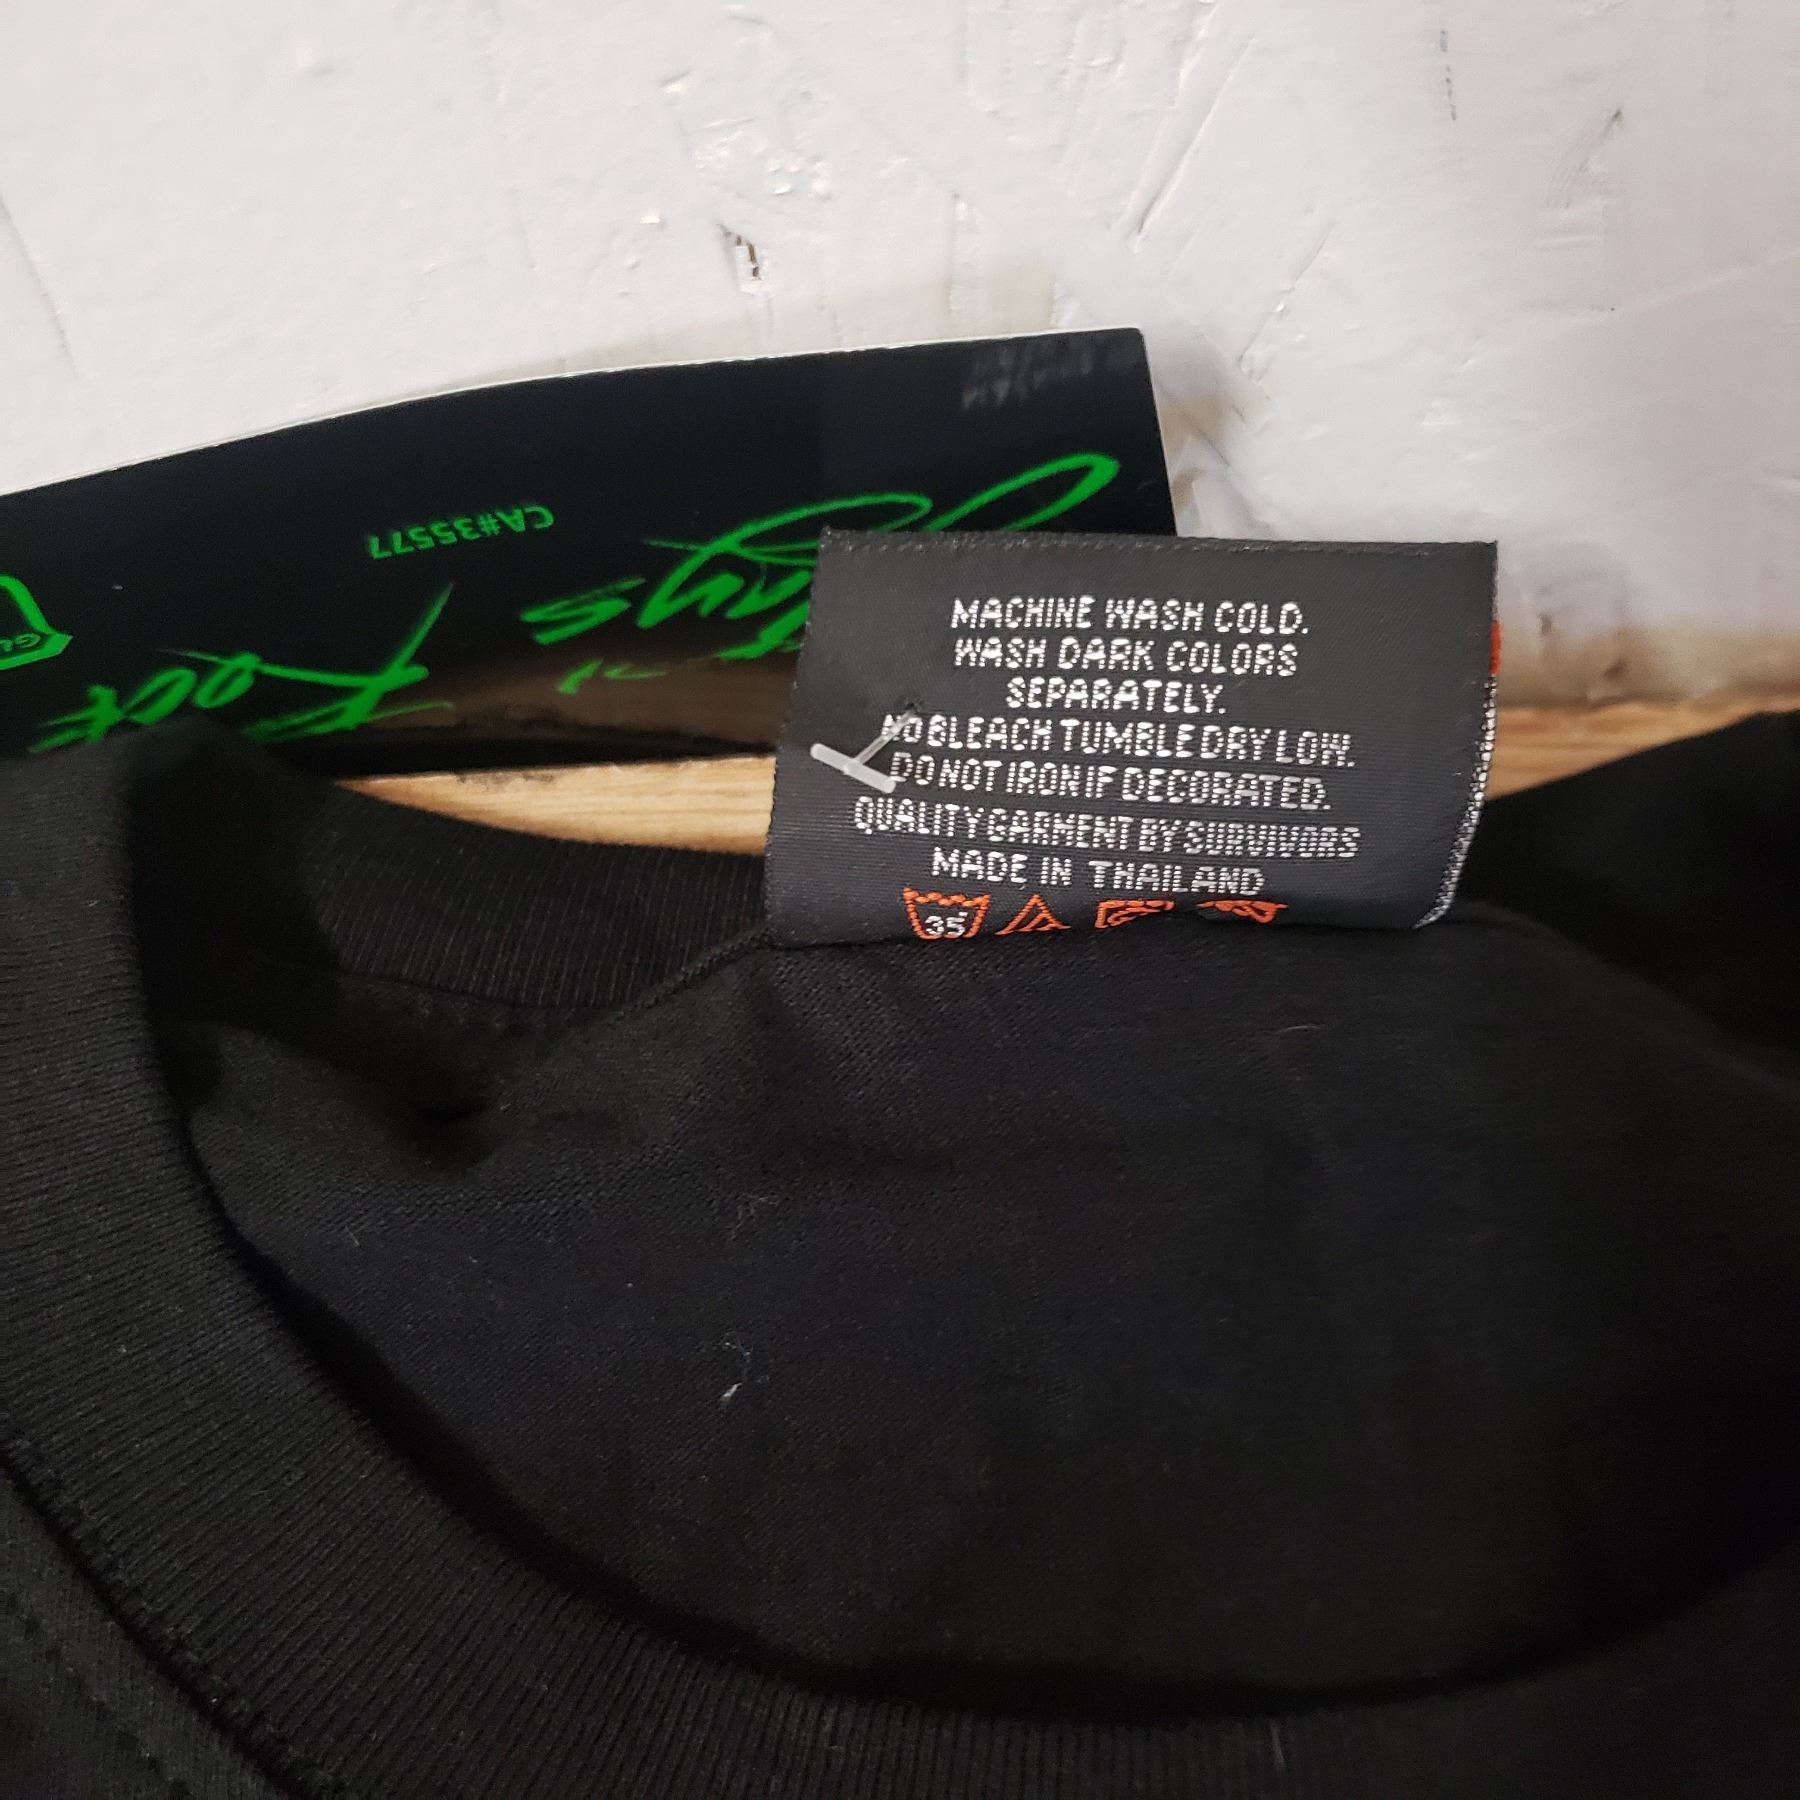 MACHINE WASH COLD.
WASH DARK COLORS
SEPARATELY.
NO BLEACH TUMBLE DRY LOW.
DO NOT IRON IF DECORATED.
QUALITY GARMENT BY SURVIVORS
MADE IN THAILAND
35
CA#35577
Rock